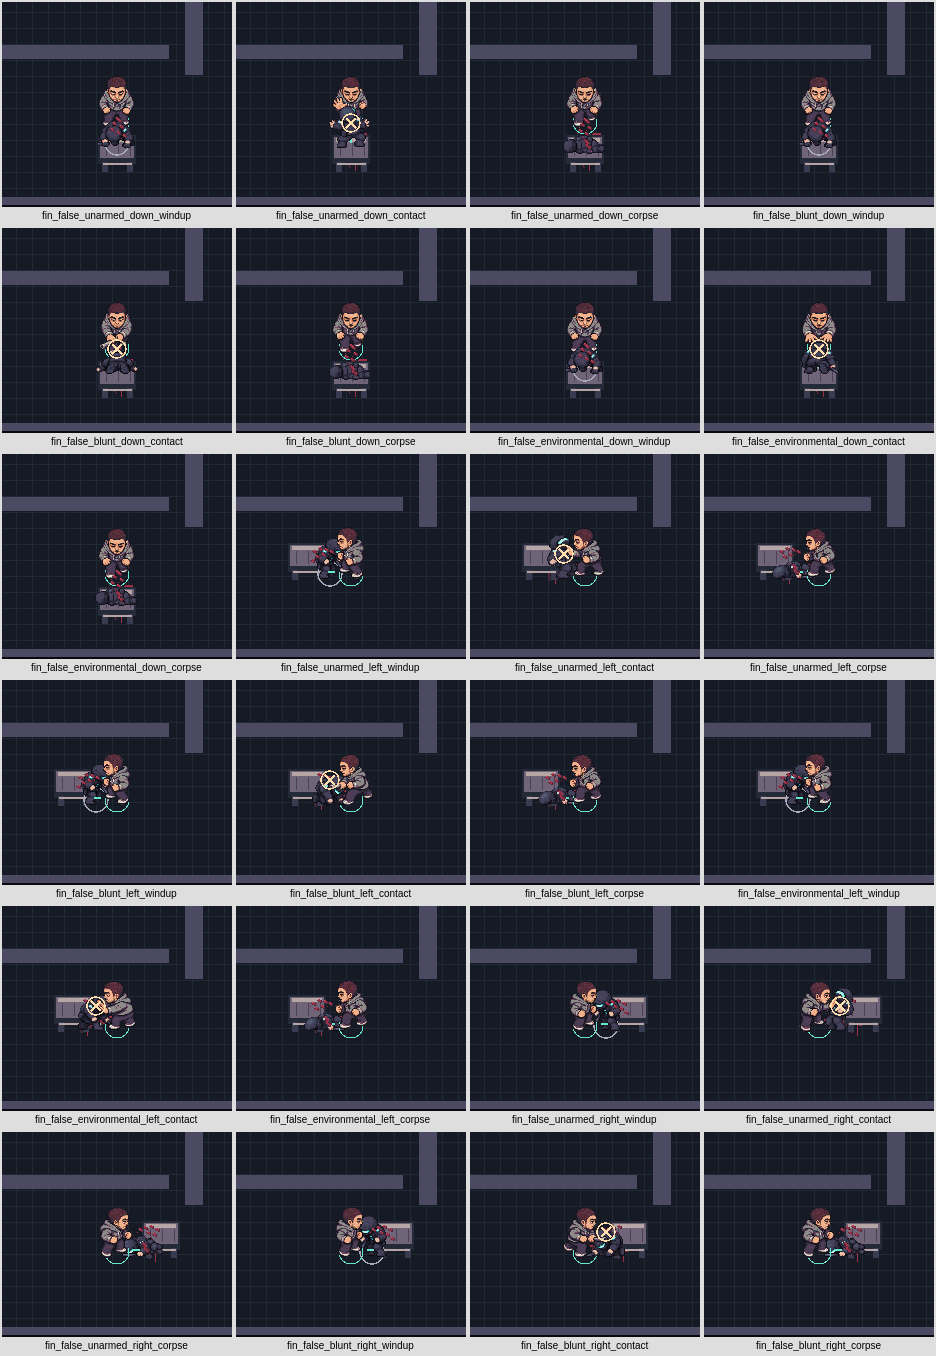 fin_false_unarmed_down_windup
fin_false_unarmed_down_contact
fin_false_unarmed_down_corpse
fin_false_blunt_down_windup
fin_false_blunt_down_contact
fin_false_blunt_down_corpse
fin_false_environmental_down_windup
fin_false_environmental_down_contact
fin_false_environmental_down_corpse
fin_false_unarmed_left_windup
fin_false_unarmed_left_contact
fin_false_unarmed_left_corpse
fin_false_blunt_left_windup
fin_false_blunt_left_contact
fin_false_blunt_left_corpse
fin_false_environmental_left_windup
fin_false_environmental_left_contact
fin_false_environmental_left_corpse
fin_false_unarmed_right_windup
fin_false_unarmed_right_contact
fin_false_unarmed_right_corpse
fin_false_blunt_right_windup
fin_false_blunt_right_contact
fin_false_blunt_right_corpse